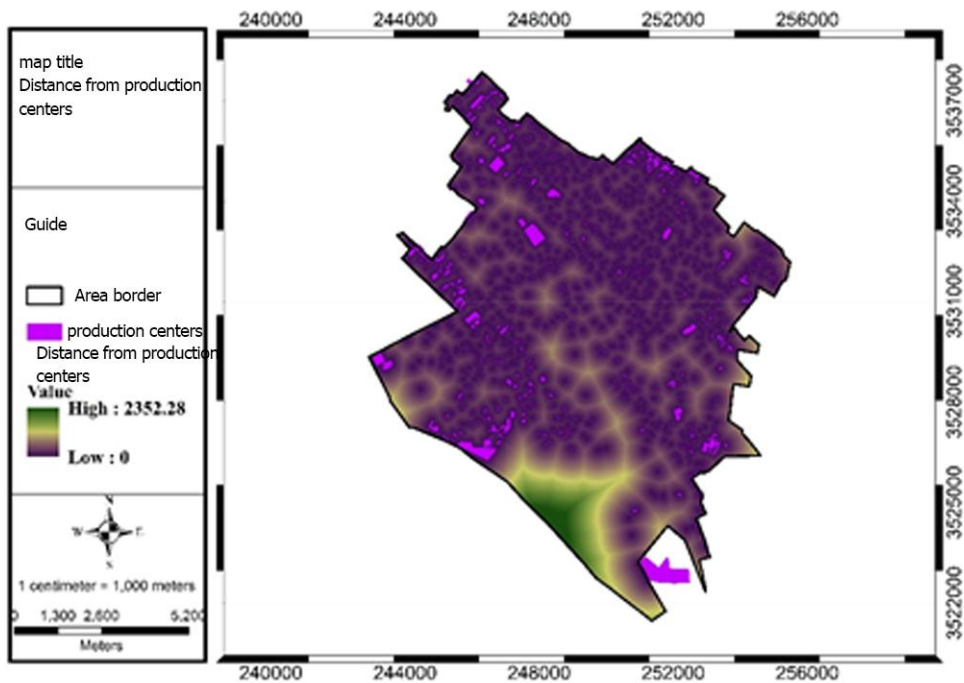 240000 244000 248000 252000 256000
map title
Distance from production
centers
Guide
Area border
production centers
Distance from production
centers
Value
High : 2352.28
Low : 0
N
W E
S
1 centimeter = 1,000 meters
0 1,300 2,600 5,200
Meters
3537000
3534000
3531000
3528000
3525000
3522000
240000 244000 248000 252000 256000